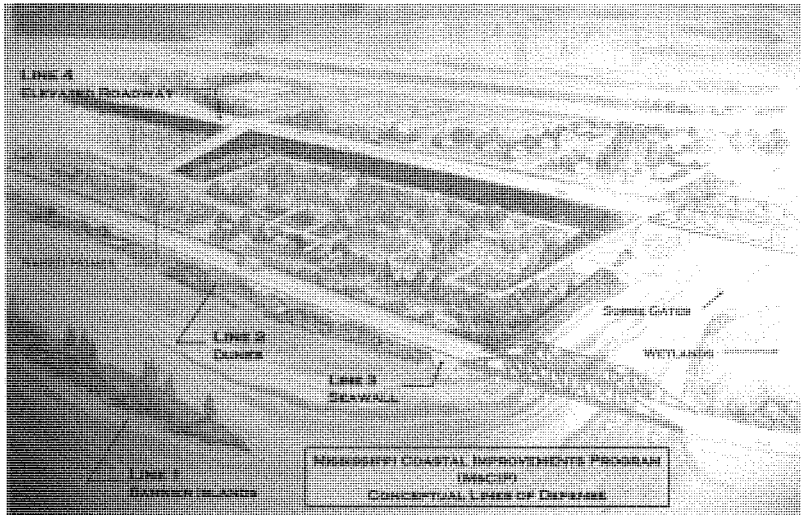 LINE 4
ELEVATED ROADWAY
SURGE GATES
LINE 2
DUNES
WETLANDS
LINE 3
SEAWALL
LINE 1
BARRIER ISLANDS
MISSISSIPPI COASTAL IMPROVEMENTS PROGRAM
(MSCIP)
CONCEPTUAL LINES OF DEFENSE